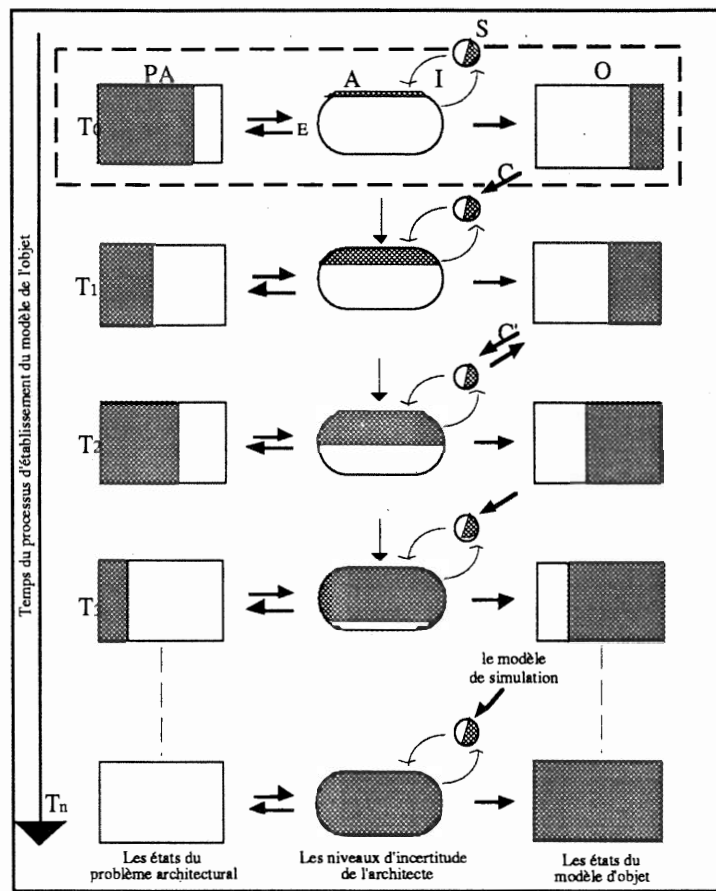 S
PA
A
I
O
T0
E
C
T1
C'
T2
T3
le modèle
de simulation
Tn
Temps du processus d'établissement du modèle de l'objet
Les états du
problème architectural
Les niveaux d'incertitude
de l'architecte
Les états du
modèle d'objet